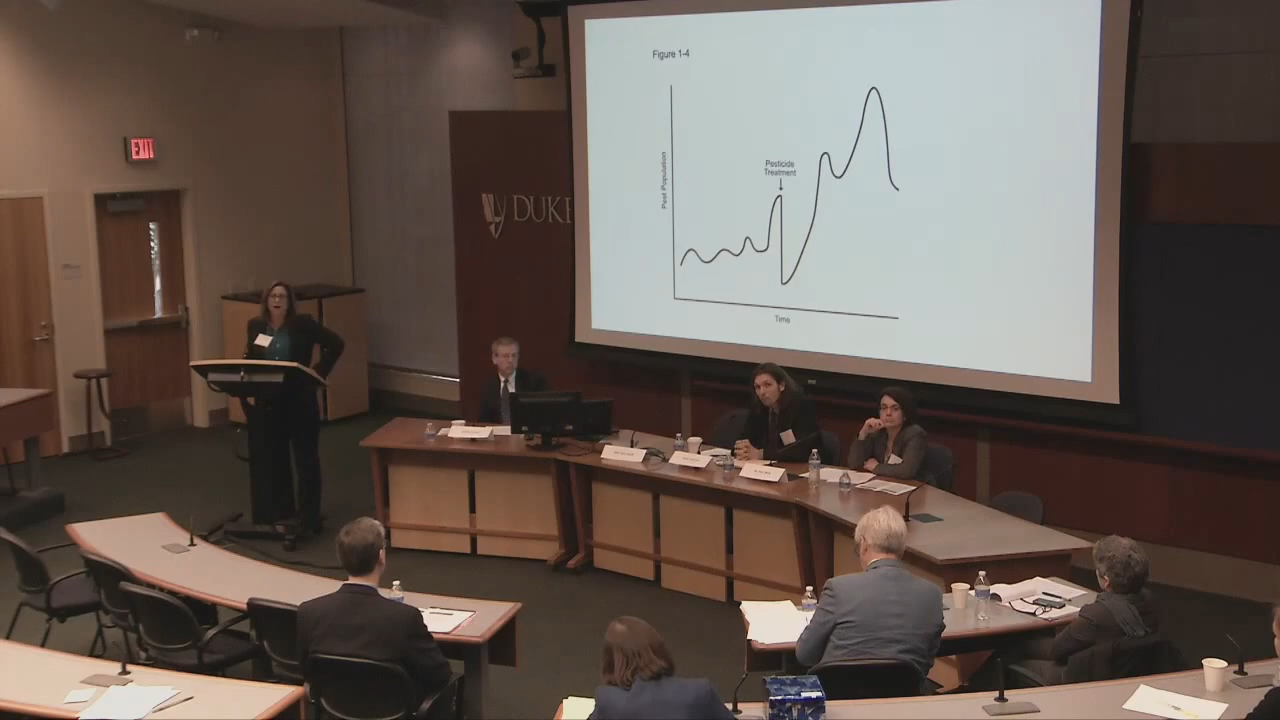 Figure 1-4
EXIT
Pesticide
Treatment
Pest Population
DUKE
Time